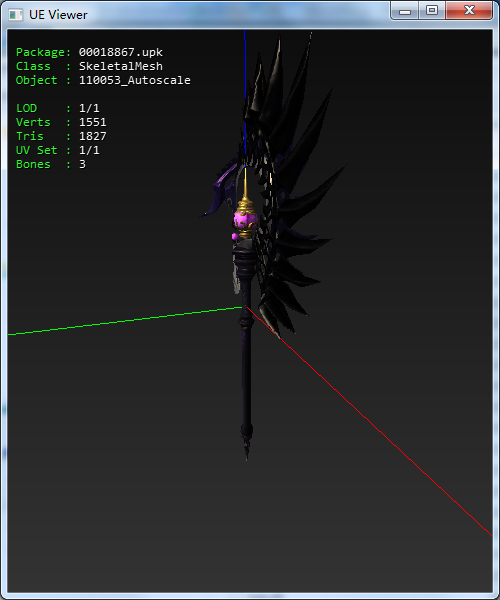 UE Viewer
Package: 00018867.upk
Class  : SkeletalMesh
Object : 110053_Autoscale
LOD    : 1/1
Verts  : 1551
Tris   : 1827
UV Set : 1/1
Bones  : 3